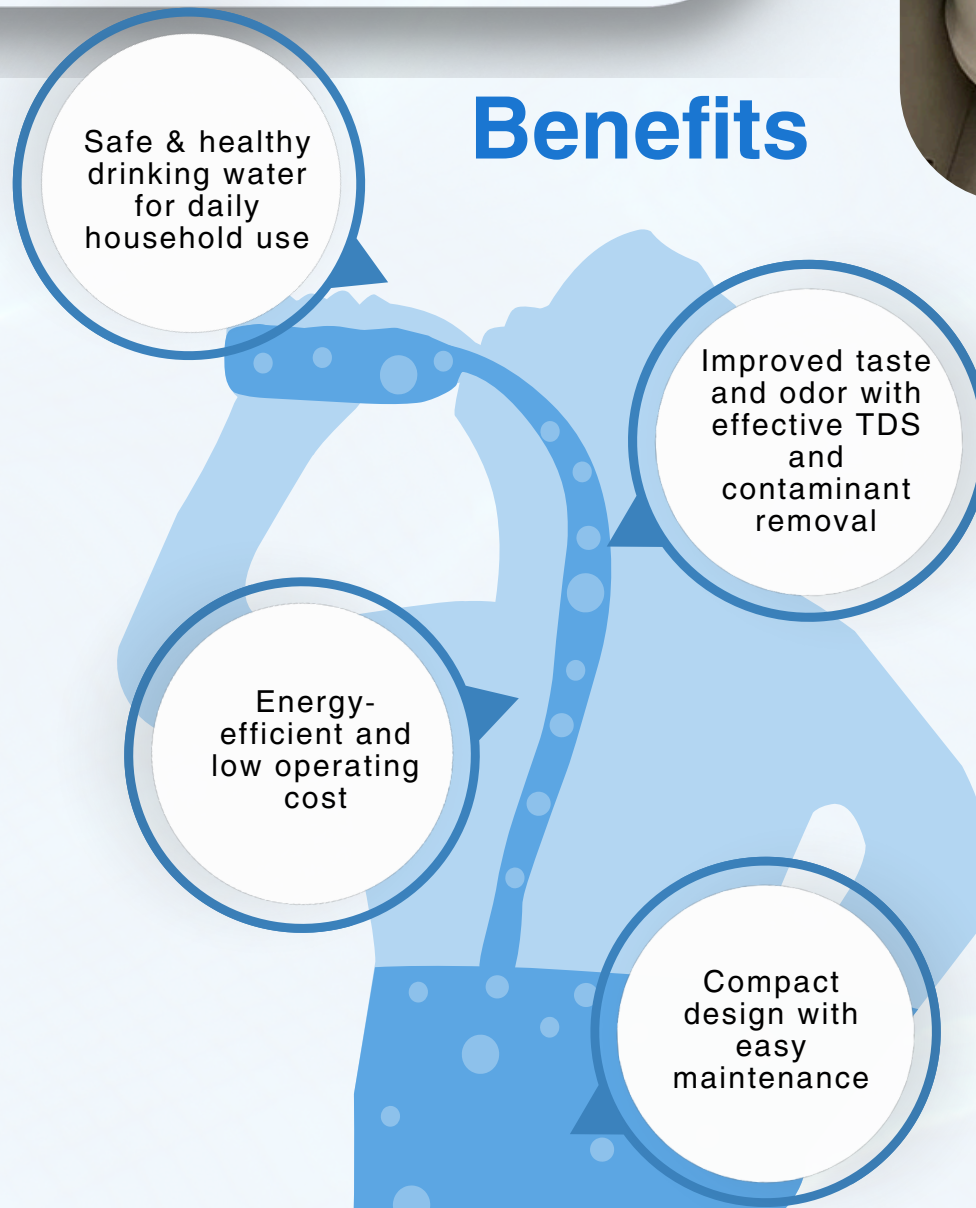 Benefits
Safe & healthy
drinking water
for daily
household use
Improved taste
and odor with
effective TDS
and
contaminant
removal
Energy-
efficient and
low operating
cost
Compact
design with
easy
maintenance